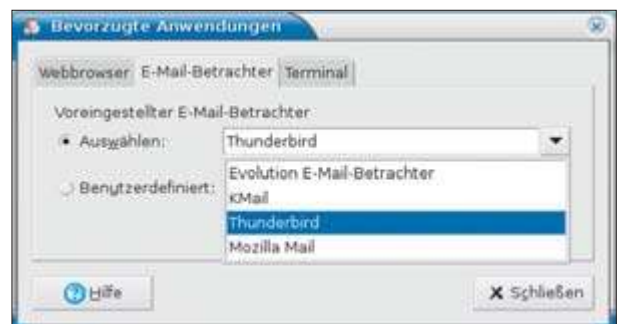 Bevorzugte Anwendungen
Webbrowser E-Mail-Betrachter Terminal
Voreingestellter E-Mail-Betrachter
Auswählen: Thunderbird
Evolution E-Mail-Betrachter
Benutzerdefiniert: KMail
Thunderbird
Mozilla Mail
Hilfe Schließen